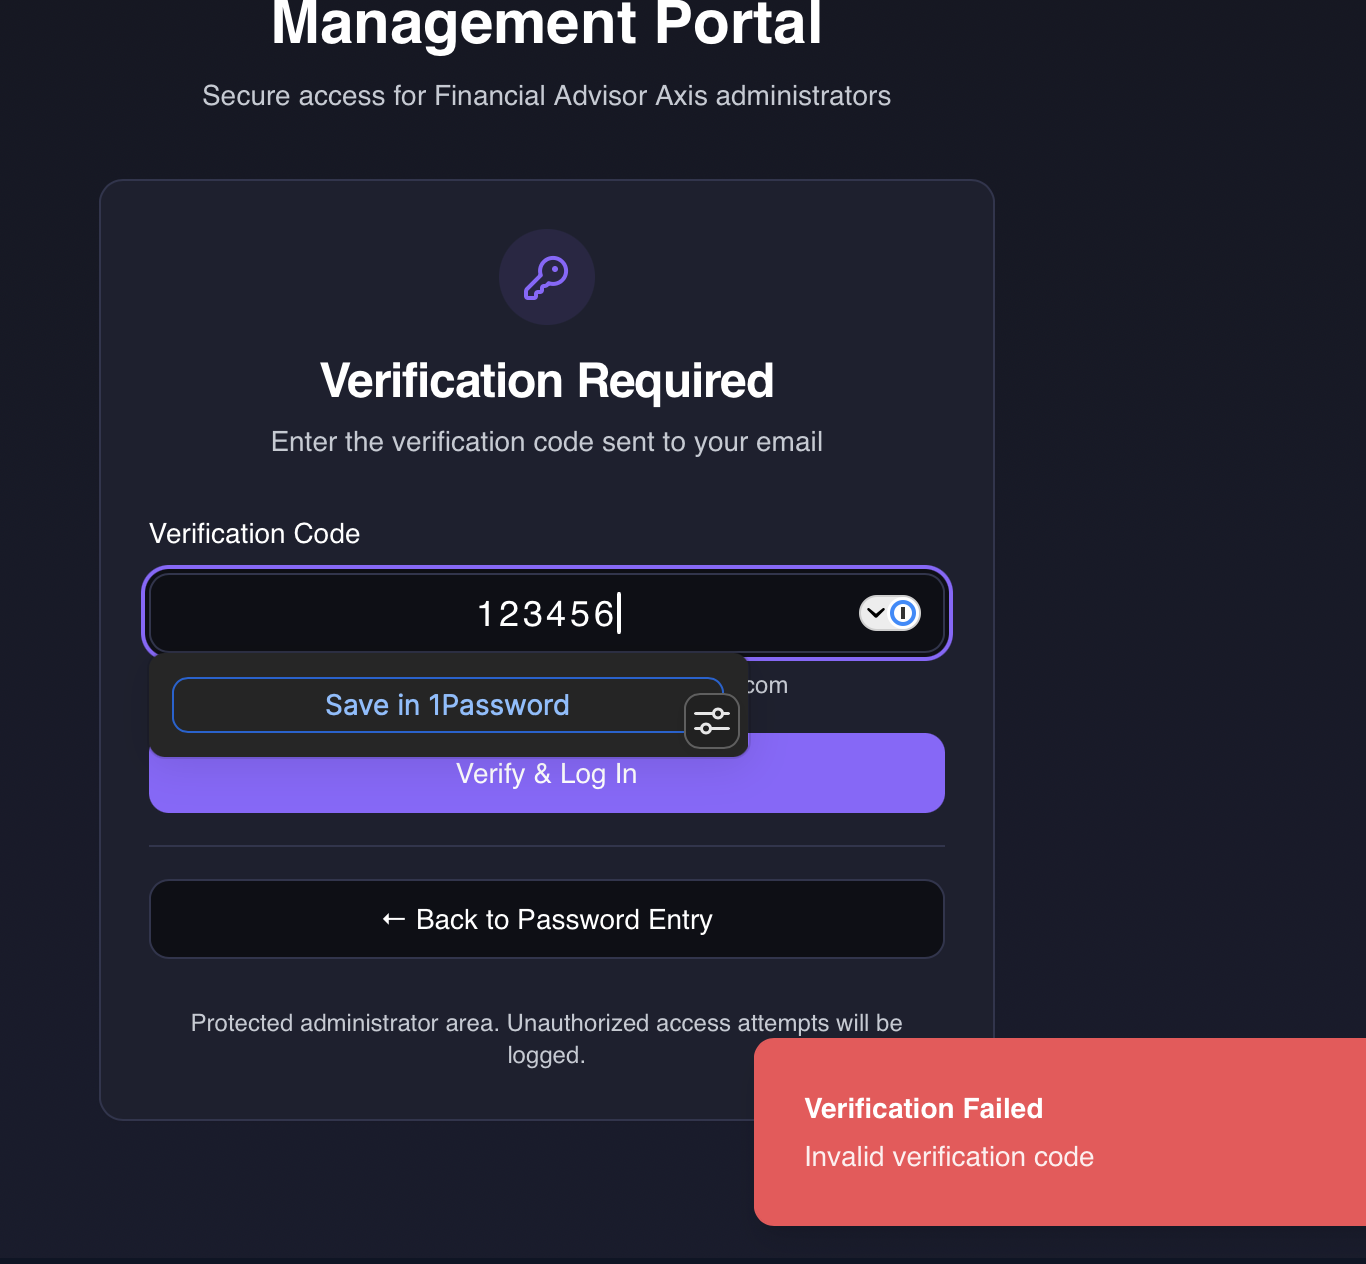 Management Portal
Secure access for Financial Advisor Axis administrators
Verification Required
Enter the verification code sent to your email
Verification Code
123456
com
Save in 1Password
Verify & Log In
← Back to Password Entry
Protected administrator area. Unauthorized access attempts will be
logged.
Verification Failed
Invalid verification code